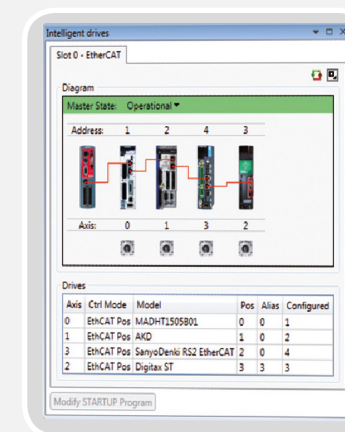 Intelligent drives
Slot 0 - EtherCAT
Diagram
Master State: Operational
Address: 1 2 4 3
Axis: 0 1 3 2
Drives
Axis Ctrl Mode Model Pos Alias Configured
0 EthCAT Pos MADHT1505B01 0 0 1
1 EthCAT Pos AKD 1 0 2
3 EthCAT Pos SanyoDenki RS2 EtherCAT 2 0 4
2 EthCAT Pos Digitax ST 3 3 3
Modify STARTUP Program